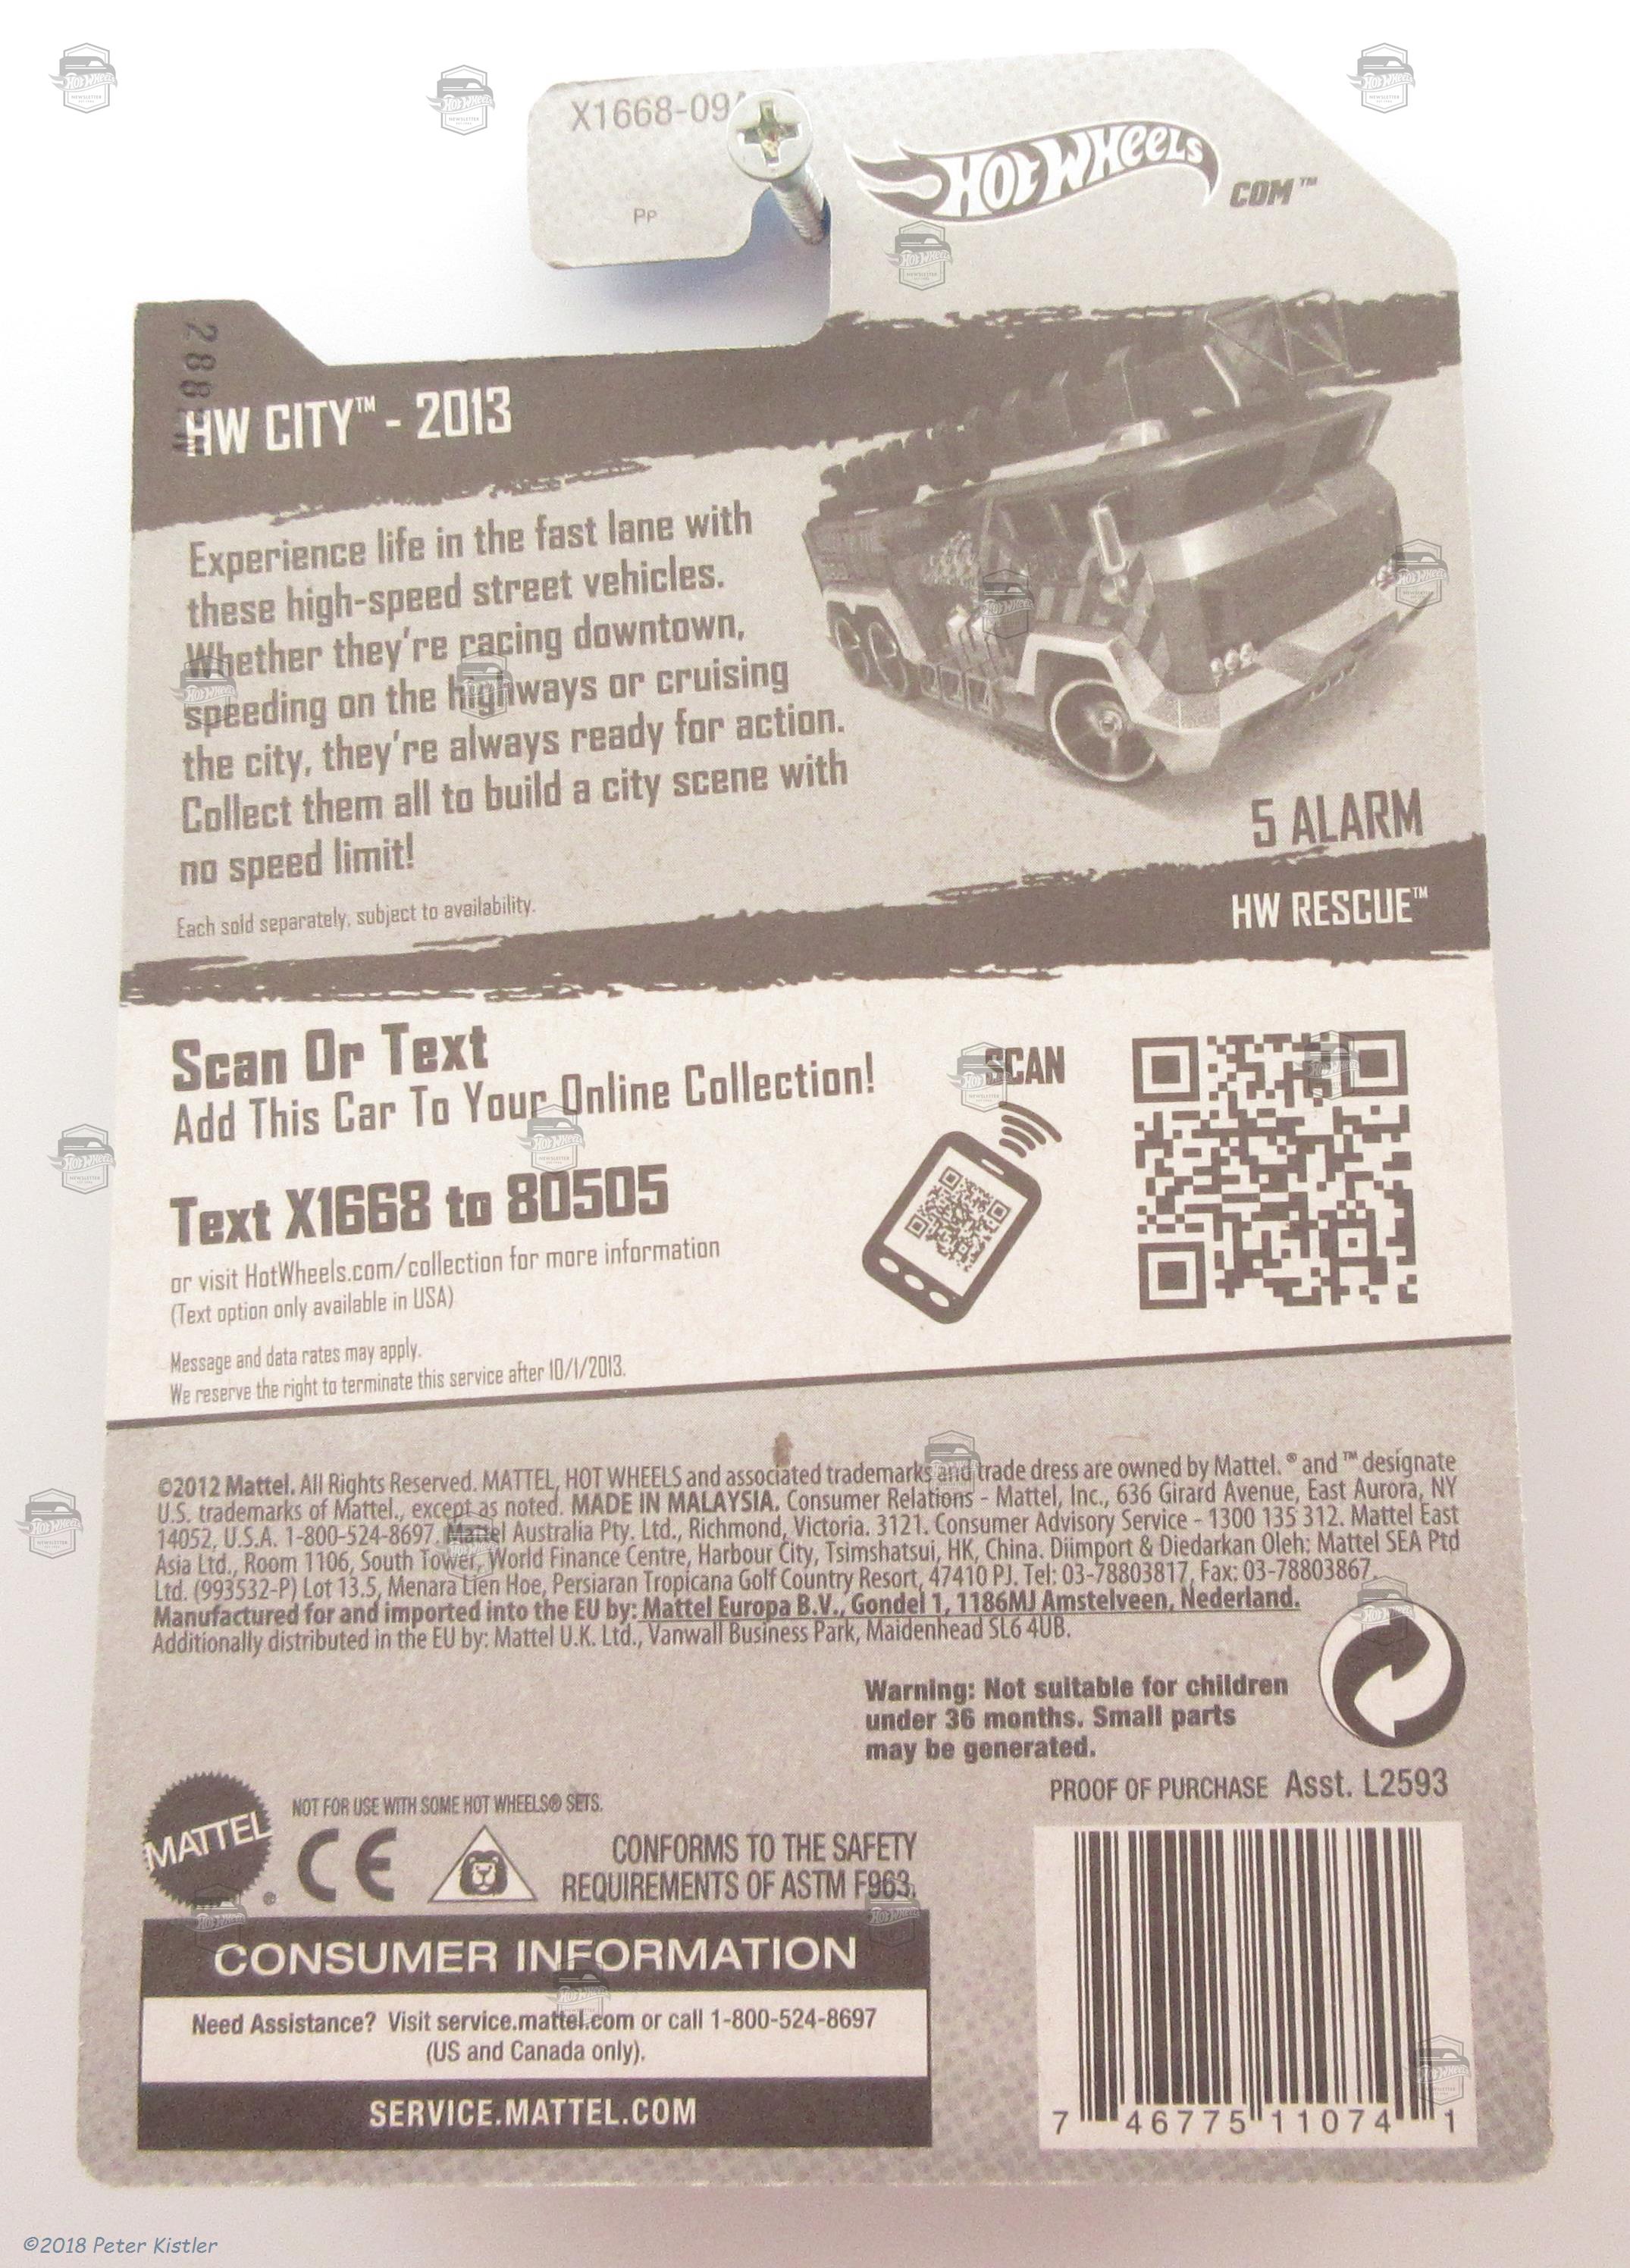 X1668-09
Pp
HOT WHEELS
COM™
HW CITY™ - 2013
Experience life in the fast lane with
these high-speed street vehicles.
Whether they're racing downtown,
speeding on the highways or cruising
the city, they're always ready for action.
Collect them all to build a city scene with
no speed limit!
Each sold separately, subject to availability.
5 ALARM
HW RESCUE™
Scan Or Text
Add This Car To Your Online Collection!
SCAN
Text X1668 to 80505
or visit HotWheels.com/collection for more information
(Text option only available in USA)
Message and data rates may apply.
We reserve the right to terminate this service after 10/1/2013.
©2012 Mattel. All Rights Reserved. MATTEL, HOT WHEELS and associated trademarks and trade dress are owned by Mattel. ® and ™ designate
U.S. trademarks of Mattel., except as noted. MADE IN MALAYSIA. Consumer Relations - Mattel, Inc., 636 Girard Avenue, East Aurora, NY
14052, U.S.A. 1-800-524-8697. Mattel Australia Pty. Ltd., Richmond, Victoria. 3121. Consumer Advisory Service - 1300 135 312. Mattel East
Asia Ltd., Room 1106, South Tower, World Finance Centre, Harbour City, Tsimshatsui, HK, China. Diimport & Diedarkan Oleh: Mattel SEA Ptd
Ltd. (993532-P) Lot 13.5, Menara Lien Hoe, Persiaran Tropicana Golf Country Resort, 47410 PJ. Tel: 03-78803817, Fax: 03-78803867.
Manufactured for and imported into the EU by: Mattel Europa B.V., Gondel 1, 1186MJ Amstelveen, Nederland.
Additionally distributed in the EU by: Mattel U.K. Ltd., Vanwall Business Park, Maidenhead SL6 4UB.
Warning: Not suitable for children
under 36 months. Small parts
may be generated.
PROOF OF PURCHASE Asst. L2593
MATTEL ®
NOT FOR USE WITH SOME HOT WHEELS® SETS.
CE
CONFORMS TO THE SAFETY
REQUIREMENTS OF ASTM F963.
CONSUMER INFORMATION
Need Assistance? Visit service.mattel.com or call 1-800-524-8697
(US and Canada only).
SERVICE.MATTEL.COM
7 46775 11074 1
©2018 Peter Kistler